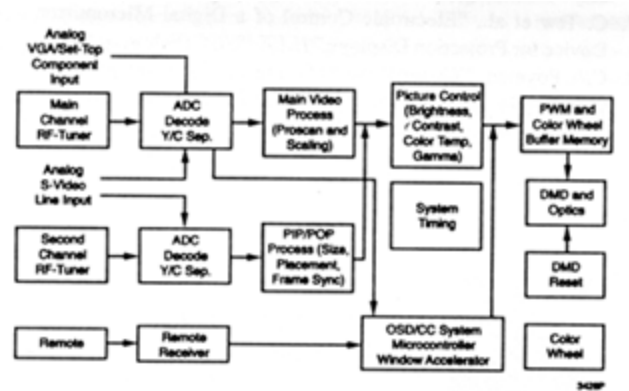 Analog
VGA/Set-Top
Component
Input
Main
Channel
RF-Tuner
ADC
Decode
Y/C Sep.
Main Video
Process
(Proscan and
Scaling)
Picture Control
(Brightness,
Contrast,
Color Temp,
Gamma)
PWM and
Color Wheel
Buffer Memory
Analog
S-Video
Line Input
System
Timing
DMD and
Optics
Second
Channel
RF-Tuner
ADC
Decode
Y/C Sep.
PIP/POP
Process (Size,
Placement,
Frame Sync)
DMD
Reset
Remote
Remote
Receiver
OSD/CC System
Microcontroller
Window Accelerator
Color
Wheel